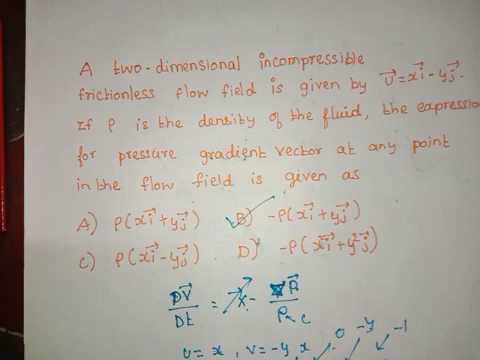 A two-dimensional incompressible
frictionless flow field is given by u⃗ = xi⃗ - yj⃗.
If ρ is the density of the fluid, the expression
for pressure gradient vector at any point
in the flow field is given as
A) ρ(xi⃗ + yj⃗) B) -ρ(xi⃗ + yj⃗)
C) ρ(xi⃗ - yj⃗) D) -ρ(x²i⃗ + y²j⃗)
DV⃗/Dt = X -
u = x , v = -y x 0 -y -1